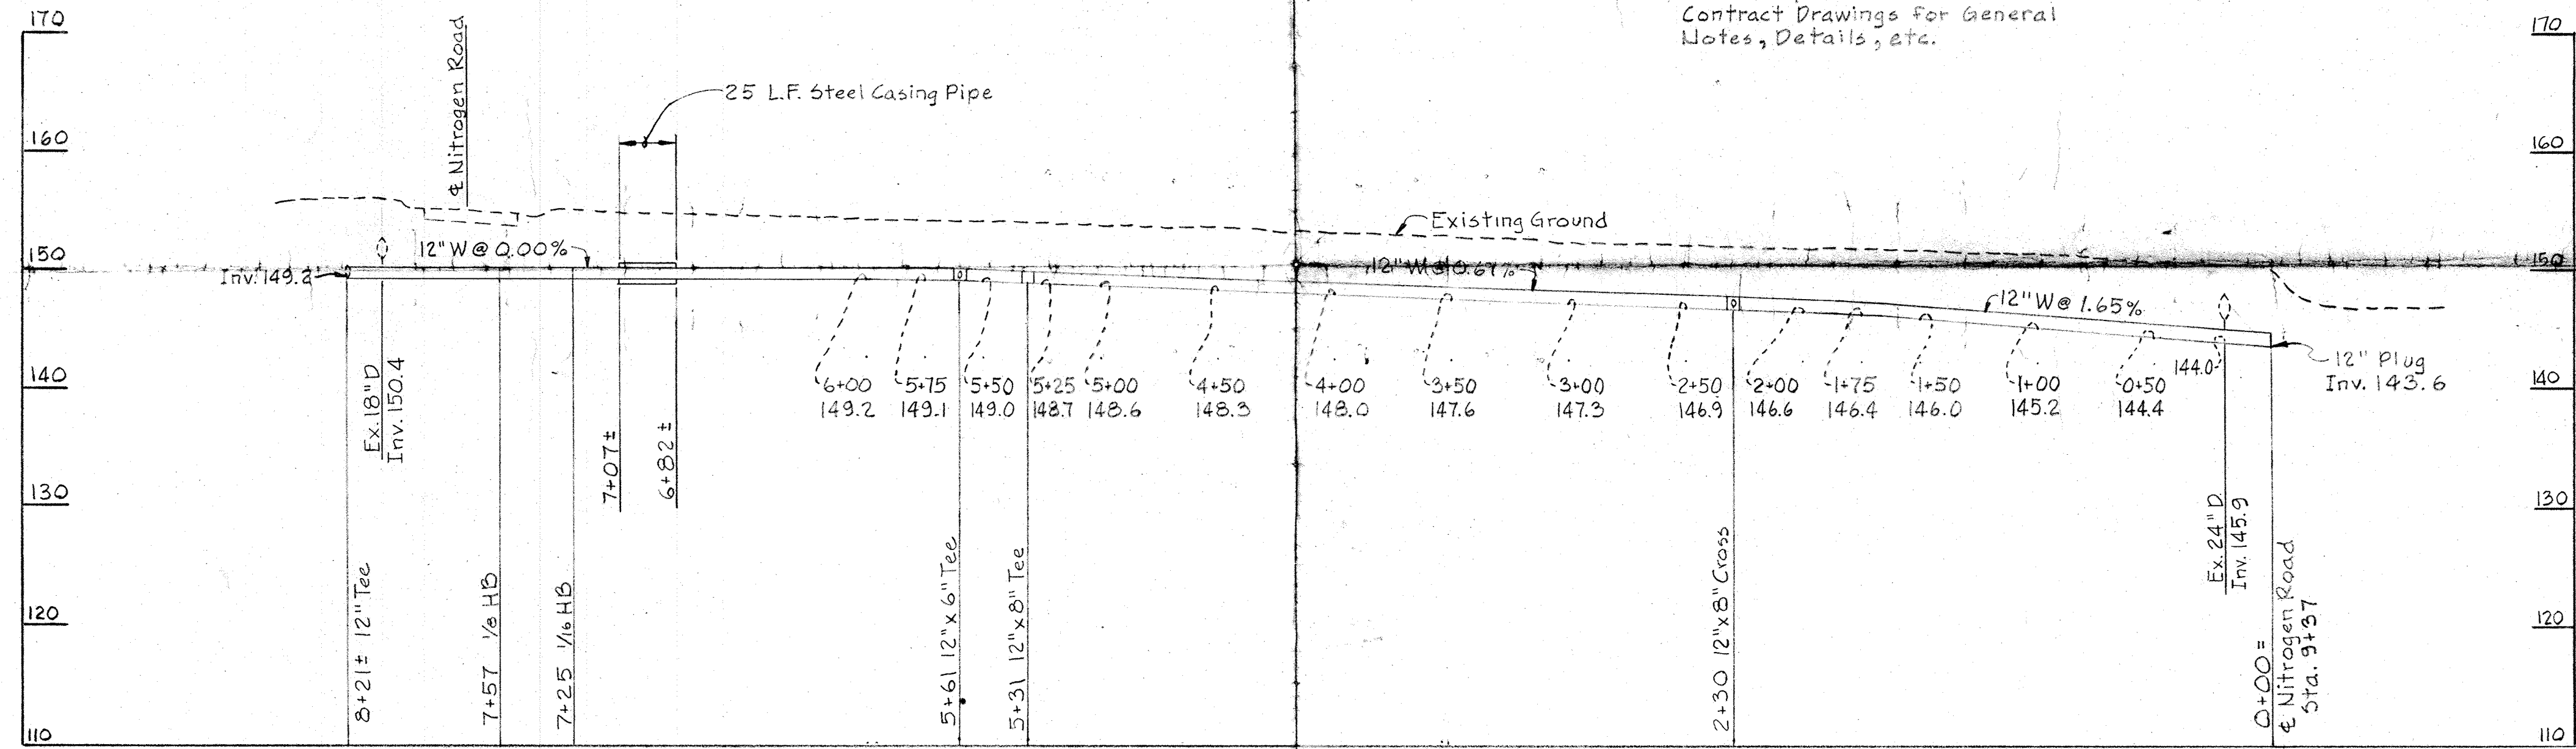 Contract Drawings for General
Notes, Details, etc.
170
170
℄ Nitrogen Road
25 L.F. Steel Casing Pipe
160
160
Existing Ground
12" W @ 0.00%
150
150
Inv. 149.2
12" W @ 0.67%
12" W @ 1.65%
Ex. 18" D
Inv. 150.4
140
140
12" Plug
Inv. 143.6
144.0
6+00 5+75 5+50 5+25 5+00 4+50 4+00 3+50 3+00 2+50 2+00 1+75 1+50 1+00 0+50
149.2 149.1 149.0 148.7 148.6 148.3 148.0 147.6 147.3 146.9 146.6 146.4 146.0 145.2 144.4
7+07 ±
6+82 ±
130
130
Ex. 24" D
Inv. 145.9
120
120
8+21± 12" Tee
7+57 1/8 HB
7+25 1/16 HB
5+61 12" x 6" Tee
5+31 12" x 8" Tee
2+30 12" x 8" Cross
0+00 =
℄ Nitrogen Road
Sta. 9+37
110
110